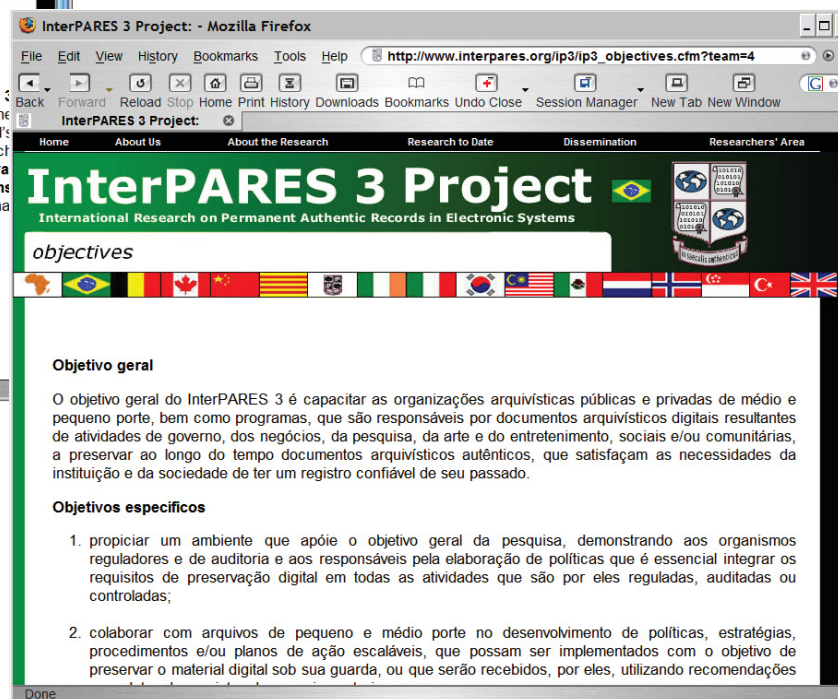 InterPARES 3 Project: - Mozilla Firefox
File Edit View History Bookmarks Tools Help http://www.interpares.org/ip3/ip3_objectives.cfm?team=4
Back Forward Reload Stop Home Print History Downloads Bookmarks Undo Close Session Manager New Tab New Window
InterPARES 3 Project:
Home About Us About the Research Research to Date Dissemination Researchers' Area
InterPARES 3 Project
International Research on Permanent Authentic Records in Electronic Systems
objectives
Objetivo geral
O objetivo geral do InterPARES 3 é capacitar as organizações arquivísticas públicas e privadas de médio e
pequeno porte, bem como programas, que são responsáveis por documentos arquivísticos digitais resultantes
de atividades de governo, dos negócios, da pesquisa, da arte e do entretenimento, sociais e/ou comunitárias,
a preservar ao longo do tempo documentos arquivísticos autênticos, que satisfaçam as necessidades da
instituição e da sociedade de ter um registro confiável de seu passado.
Objetivos específicos
1. propiciar um ambiente que apóie o objetivo geral da pesquisa, demonstrando aos organismos
reguladores e de auditoria e aos responsáveis pela elaboração de políticas que é essencial integrar os
requisitos de preservação digital em todas as atividades que são por eles reguladas, auditadas ou
controladas;
2. colaborar com arquivos de pequeno e médio porte no desenvolvimento de políticas, estratégias,
procedimentos e/ou planos de ação escaláveis, que possam ser implementados com o objetivo de
preservar o material digital sob sua guarda, ou que serão recebidos, por eles, utilizando recomendações
Done